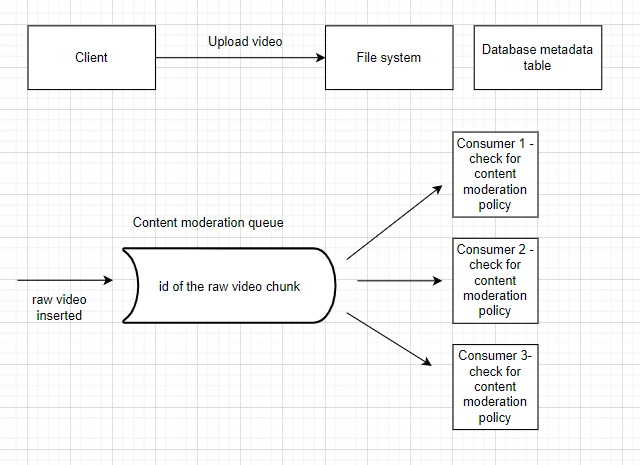 Client
Upload video
File system
Database metadata
table
Content moderation queue
raw video
inserted
id of the raw video chunk
Consumer 1 -
check for
content
moderation
policy
Consumer 2 -
check for
content
moderation
policy
Consumer 3-
check for
content
moderation
policy